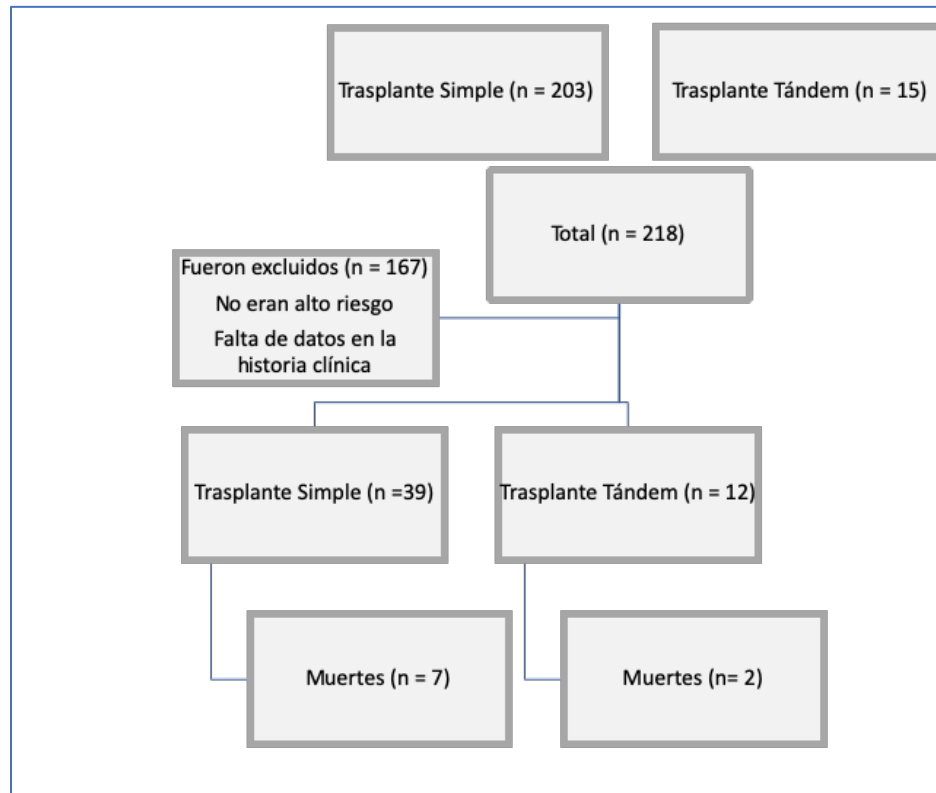 Trasplante Simple (n = 203)
Trasplante Tándem (n = 15)
Total (n = 218)
Fueron excluidos (n = 167)
No eran alto riesgo
Falta de datos en la
historia clínica
Trasplante Simple (n =39)
Trasplante Tándem (n = 12)
Muertes (n = 7)
Muertes (n= 2)